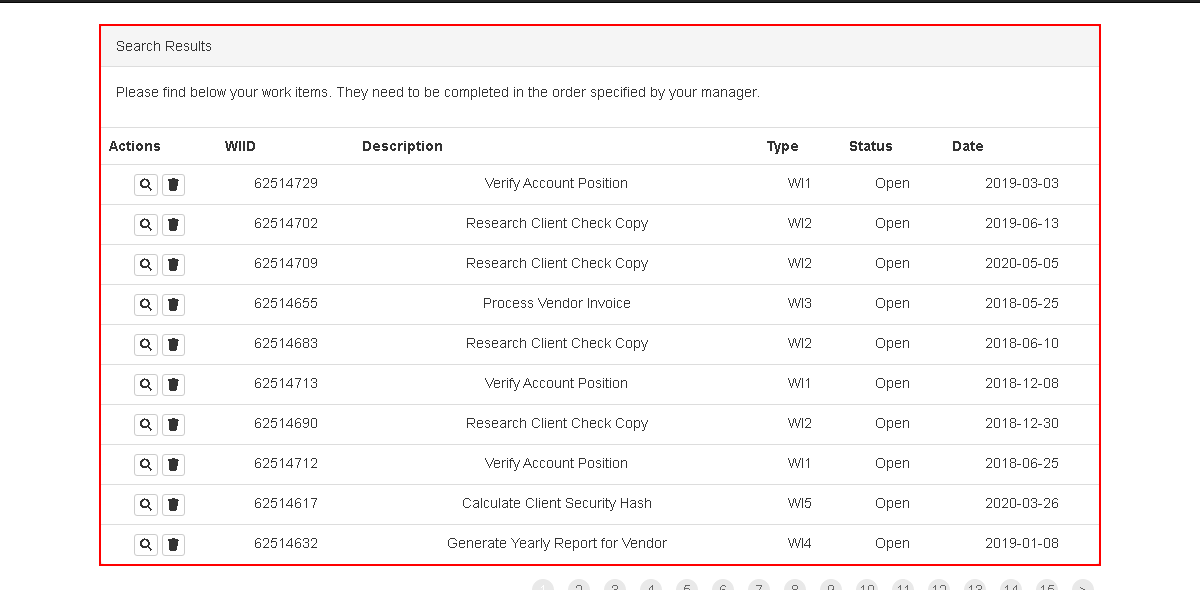 Search Results
Please find below your work items. They need to be completed in the order specified by your manager.
Actions WIID Description Type Status Date
62514729 Verify Account Position WI1 Open 2019-03-03
62514702 Research Client Check Copy WI2 Open 2019-06-13
62514709 Research Client Check Copy WI2 Open 2020-05-05
62514655 Process Vendor Invoice WI3 Open 2018-05-25
62514683 Research Client Check Copy WI2 Open 2018-06-10
62514713 Verify Account Position WI1 Open 2018-12-08
62514690 Research Client Check Copy WI2 Open 2018-12-30
62514712 Verify Account Position WI1 Open 2018-06-25
62514617 Calculate Client Security Hash WI5 Open 2020-03-26
62514632 Generate Yearly Report for Vendor WI4 Open 2019-01-08
1 2 3 4 5 6 7 8 9 10 11 12 13 14 15 >